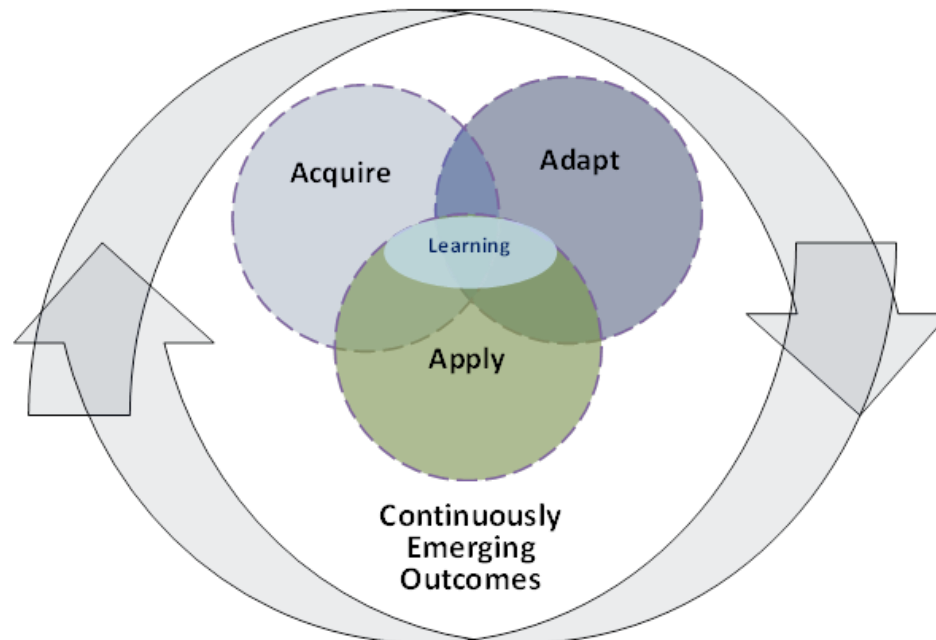 Acquire
Adapt
Learning
Apply
Continuously
Emerging
Outcomes